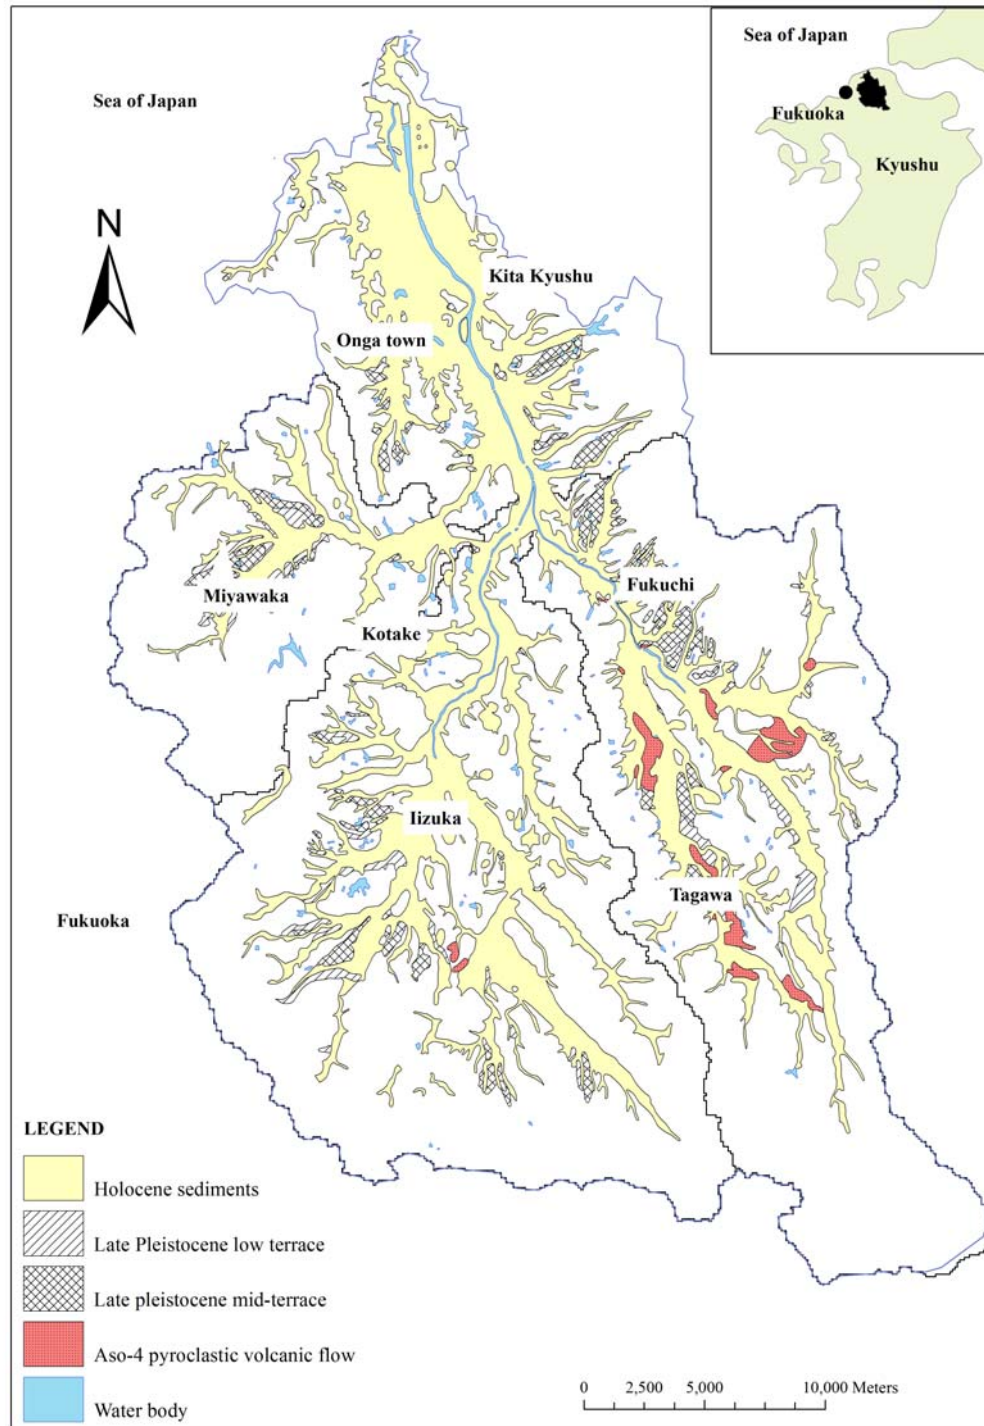 Sea of Japan
Sea of Japan
Fukuoka
Kyushu
N
Kita Kyushu
Onga town
Miyawaka
Fukuchi
Kotake
Iizuka
Tagawa
Fukuoka
LEGEND
Holocene sediments
Late Pleistocene low terrace
Late pleistocene mid-terrace
Aso-4 pyroclastic volcanic flow
Water body
0 2,500 5,000 10,000 Meters